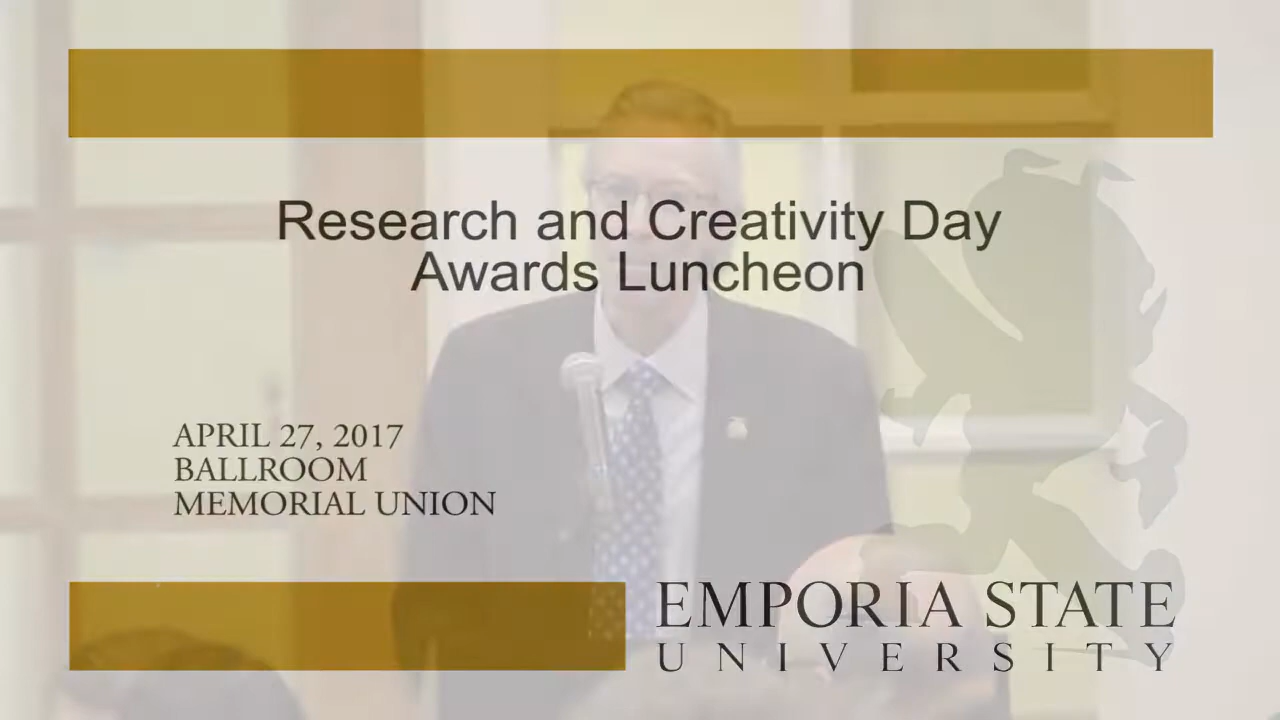 Research and Creativity Day
Awards Luncheon
APRIL 27, 2017
BALLROOM
MEMORIAL UNION
EMPORIA STATE
UNIVERSITY